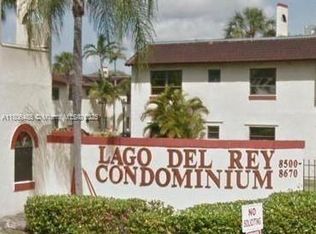 LAGO DEL REY
CONDOMINIUM
8500-
8670
NO
SOLICITING